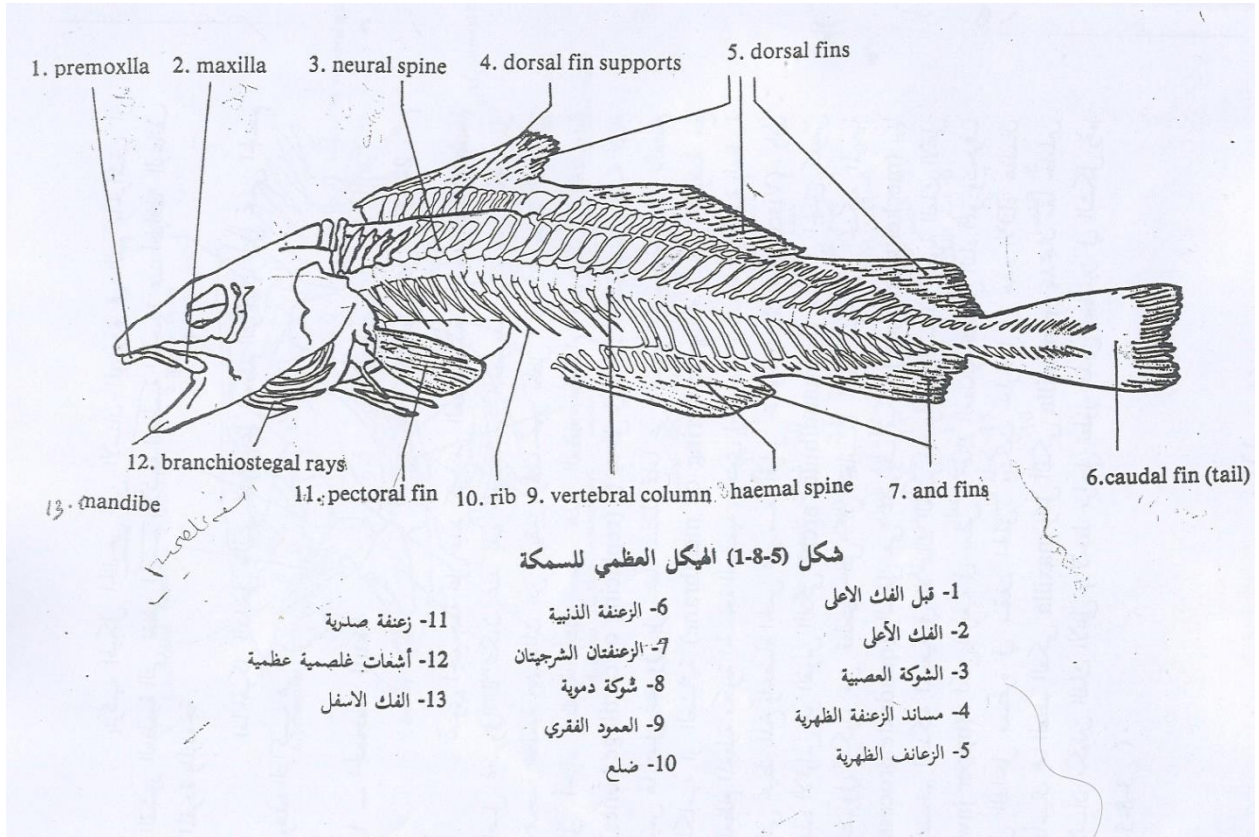 1. premoxlla 2. maxilla 3. neural spine 4. dorsal fin supports 5. dorsal fins
12. branchiostegal rays
13. mandibe 11. pectoral fin 10. rib 9. vertebral column 8 haemal spine 7. and fins 6.caudal fin (tail)
شكل (5-8-1) الهيكل العظمي للسمكة
1- قبل الفك الاعلى
2- الفك الأعلى
3- الشوكة العصبية
4- مساند الزعنفة الظهرية
5- الزعانف الظهرية
6- الزعنفة الذنبية
7- الزعنفتان الشرجيتان
8- شوكة دموية
9- العمود الفقري
10- ضلع
11- زعنفة صدرية
12- أشغات غلصمية عظمية
13- الفك الاسفل